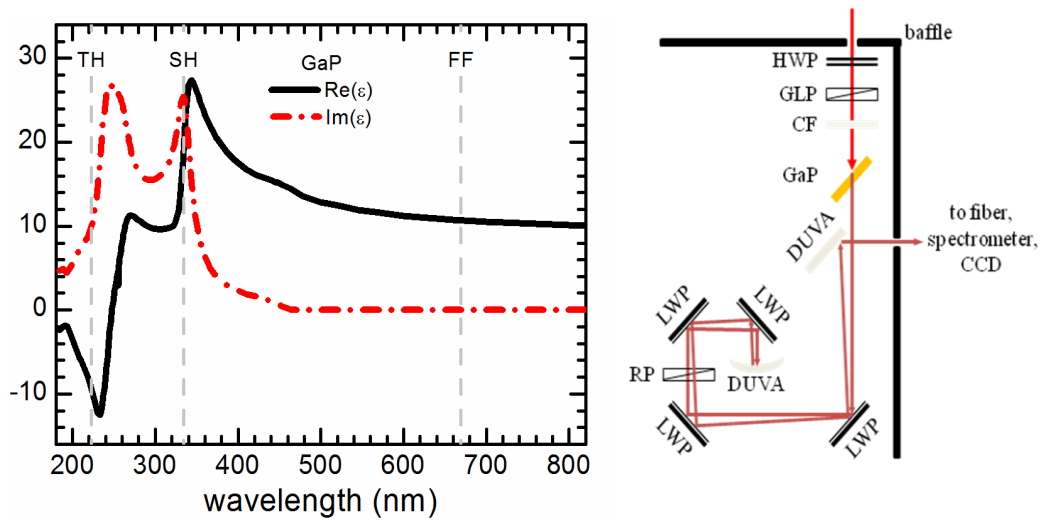 TH
SH
GaP
FF
Re(ε)
Im(ε)
30
20
10
0
-10
200 300 400 500 600 700 800
wavelength (nm)
baffle
HWP
GLP
CF
GaP
DUVA
to fiber,
spectrometer,
CCD
LWP
LWP
RP
DUVA
LWP
LWP